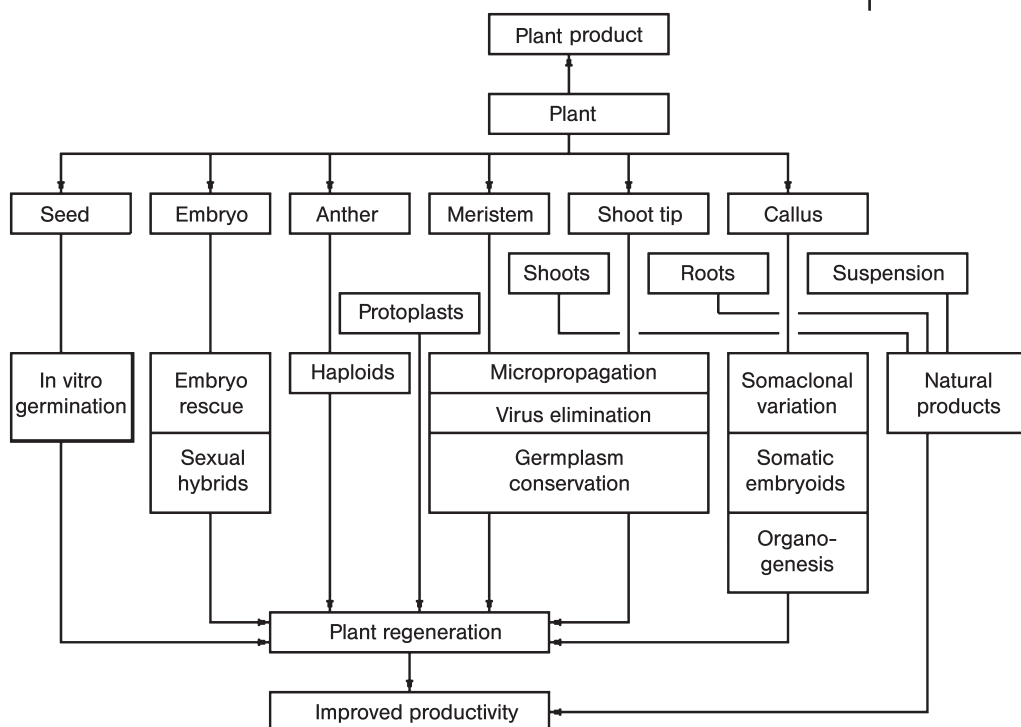 Plant product
Plant
Seed
Embryo
Anther
Meristem
Shoot tip
Callus
Shoots
Roots
Suspension
Protoplasts
In vitro
germination
Embryo
rescue
Sexual
hybrids
Haploids
Micropropagation
Virus elimination
Germplasm
conservation
Somaclonal
variation
Somatic
embryoids
Organo-
genesis
Natural
products
Plant regeneration
Improved productivity